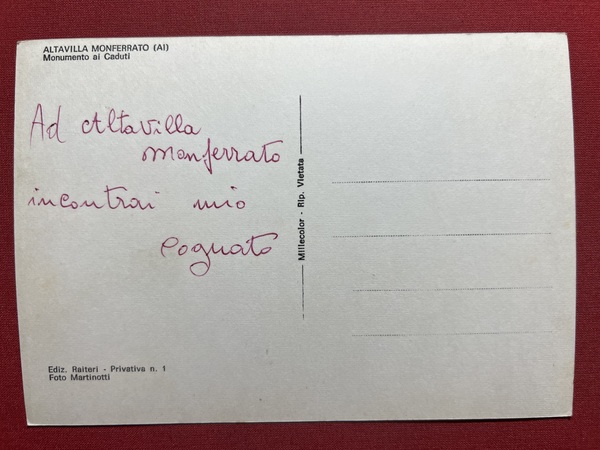 ALTAVILLA MONFERRATO (Al)
Monumento ai Caduti
Ad Altavilla
Monferrato
incontrai mio
cognato
Millecolor - Rip. Vietata
Ediz. Raiteri - Privativa n. 1
Foto Martinotti